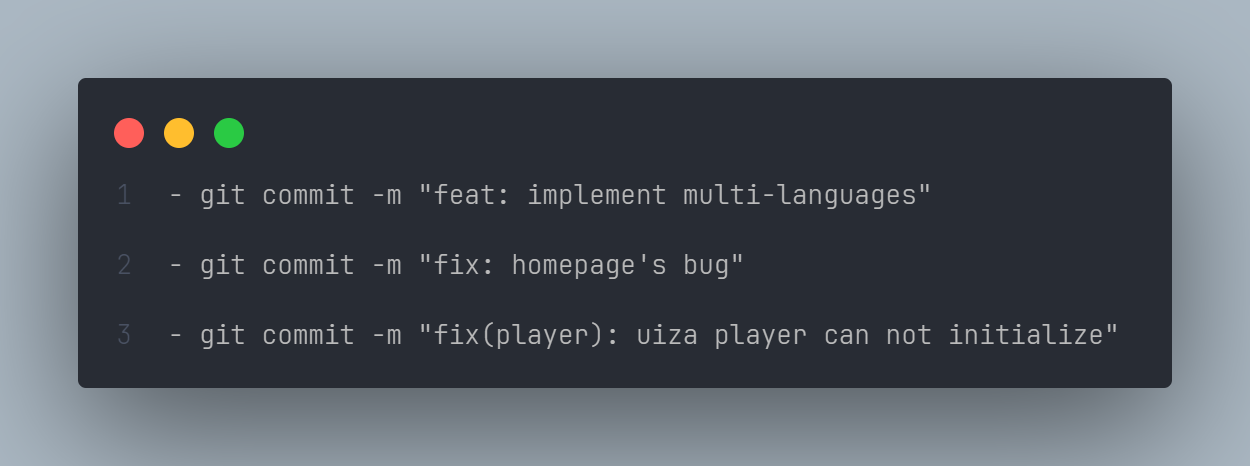 1 - git commit -m "feat: implement multi-languages"
2 - git commit -m "fix: homepage's bug"
3 - git commit -m "fix(player): uiza player can not initialize"